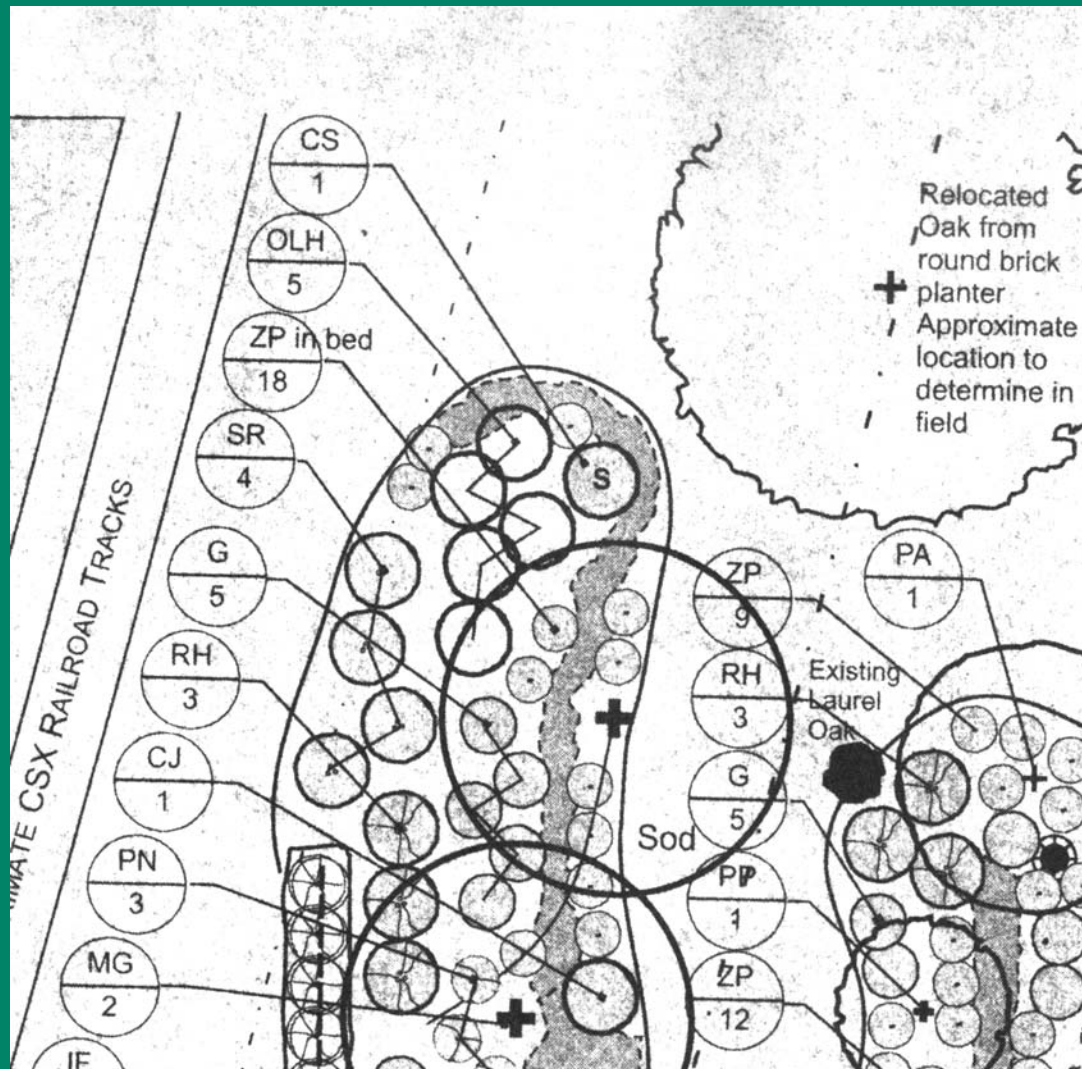 CS
1
OLH
5
ZP in bed
18
SR
4
G
5
RH
3
CJ
1
PN
3
MG
2
CSX RAILROAD TRACKS
Relocated
Oak from
round brick
planter
Approximate
location to
determine in
field
S
PA
1
ZP
9
RH
3
Existing
Laurel
Oak
G
5
Sod
1
ZP
12